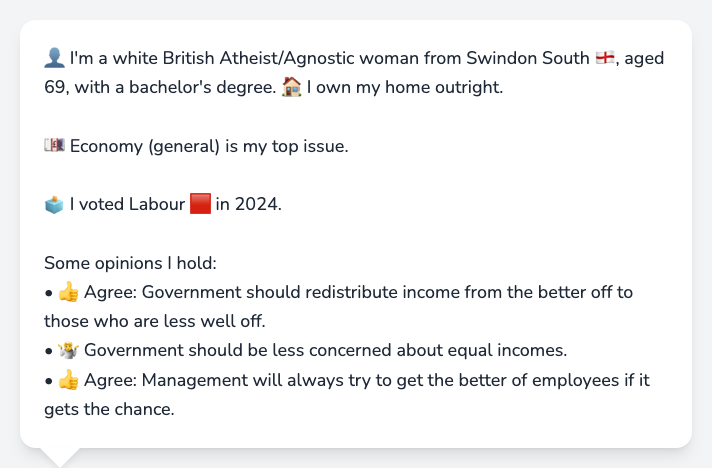 👤 I'm a white British Atheist/Agnostic woman from Swindon South 🏴󠁧󠁢󠁥󠁮󠁧󠁿, aged
69, with a bachelor's degree. 🏠 I own my home outright.
💷 Economy (general) is my top issue.
🗳️ I voted Labour 🟥 in 2024.
Some opinions I hold:
• 👍 Agree: Government should redistribute income from the better off to
those who are less well off.
• 🤷 Government should be less concerned about equal incomes.
• 👍 Agree: Management will always try to get the better of employees if it
gets the chance.